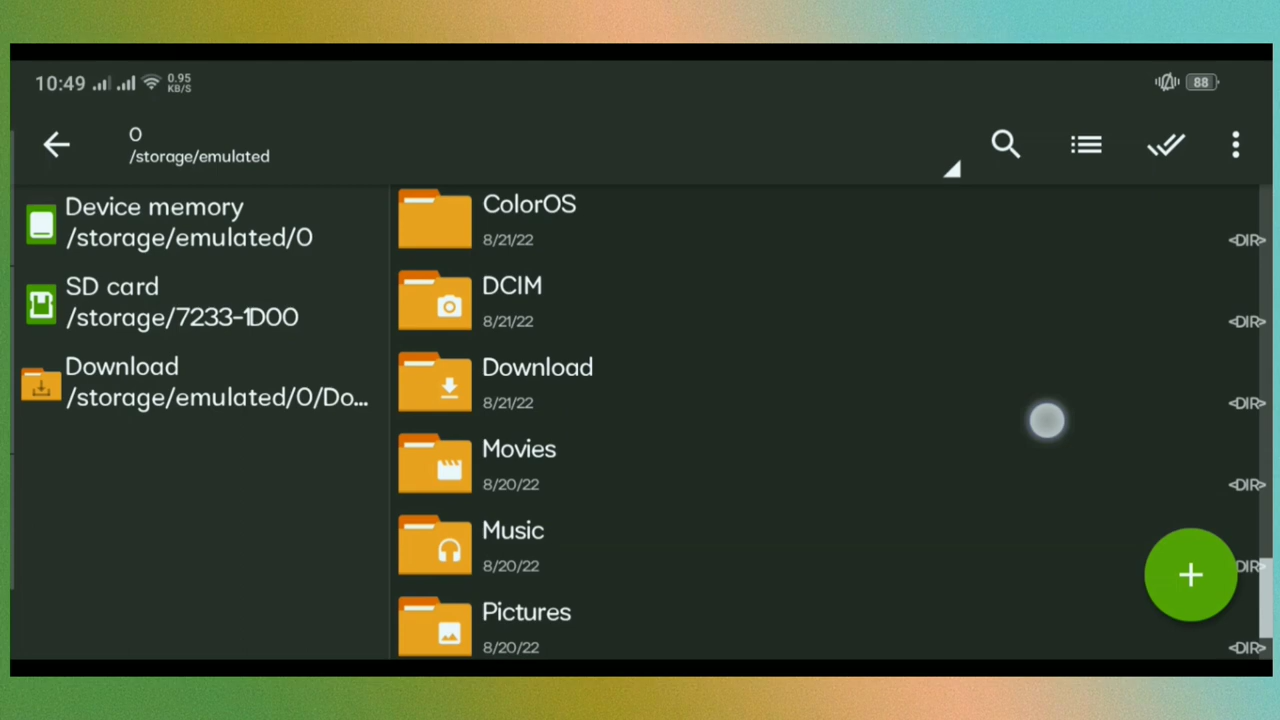 10:49
0.95
KB/S
88
0
/storage/emulated
Device memory
/storage/emulated/0
SD card
/storage/7233-1D00
Download
/storage/emulated/0/Do...
ColorOS
8/21/22
<DIR>
DCIM
8/21/22
<DIR>
Download
8/21/22
<DIR>
Movies
8/20/22
<DIR>
Music
8/20/22
DIR>
Pictures
8/20/22
<DIR>